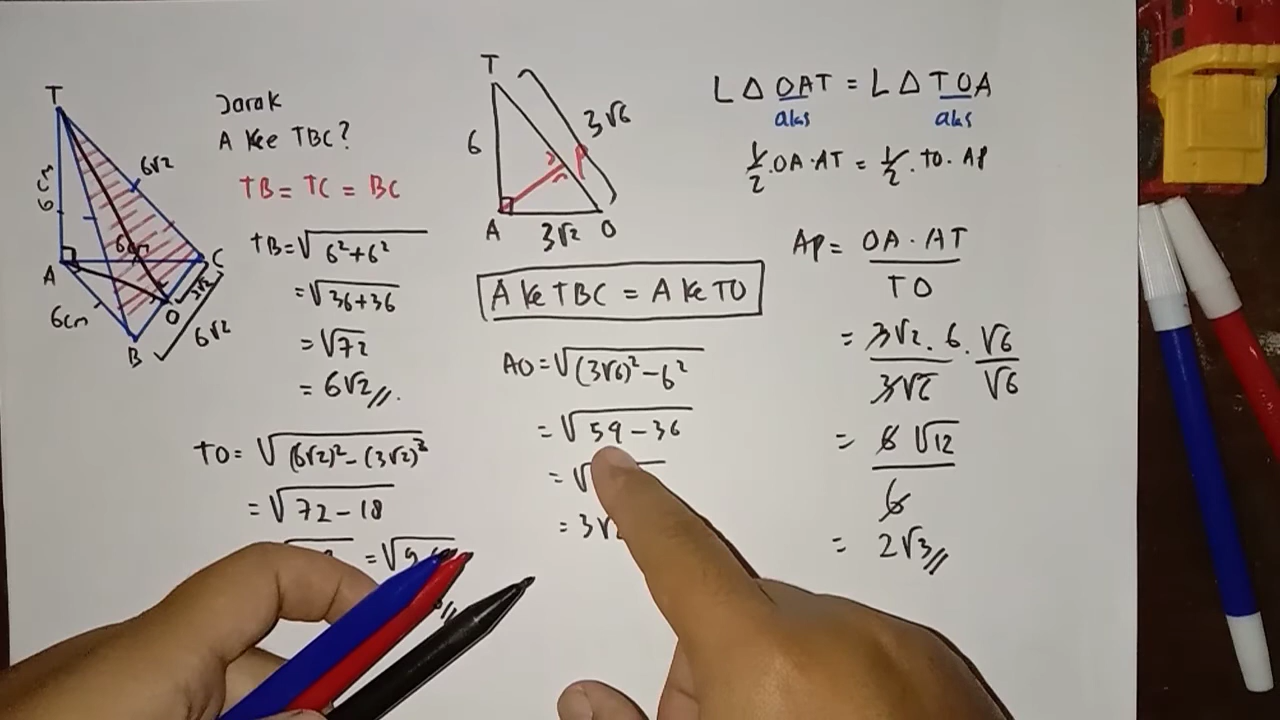 T
6cm
6√2
6cm
A
C
6cm
O
3√2
B
6√2
Jarak
A Kee TBC?
TB = TC = BC
TB = √6²+6²
= √36+36
= √72
= 6√2 //.
TO = √(6√2)² - (3√2)²
= √72 - 18
T
6
3√6
P
A
3√2
O
A Ke TBC = A Ke TO
AO = √(3√6)² - 6²
= √59 - 36
= √
= 3√2
L △ OAT = L △ TOA
alas
alas
1/2 . OA . AT = 1/2 . TO . AP
AP = OA . AT
TO
= 3√2 . 6 . √6
3√6 √6
= 6 √12
6
= 2√3 //